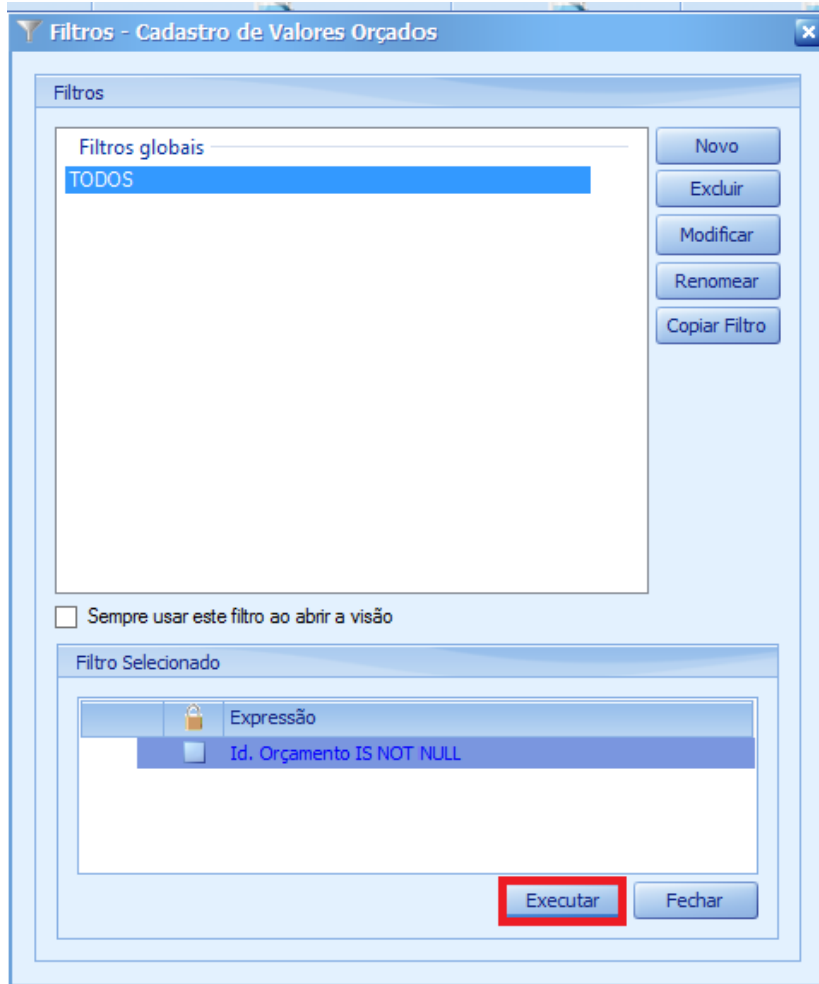 Filtros - Cadastro de Valores Orçados
Filtros
Filtros globais
TODOS
Novo
Excluir
Modificar
Renomear
Copiar Filtro
Sempre usar este filtro ao abrir a visão
Filtro Selecionado
Expressão
Id. Orçamento IS NOT NULL
Executar
Fechar